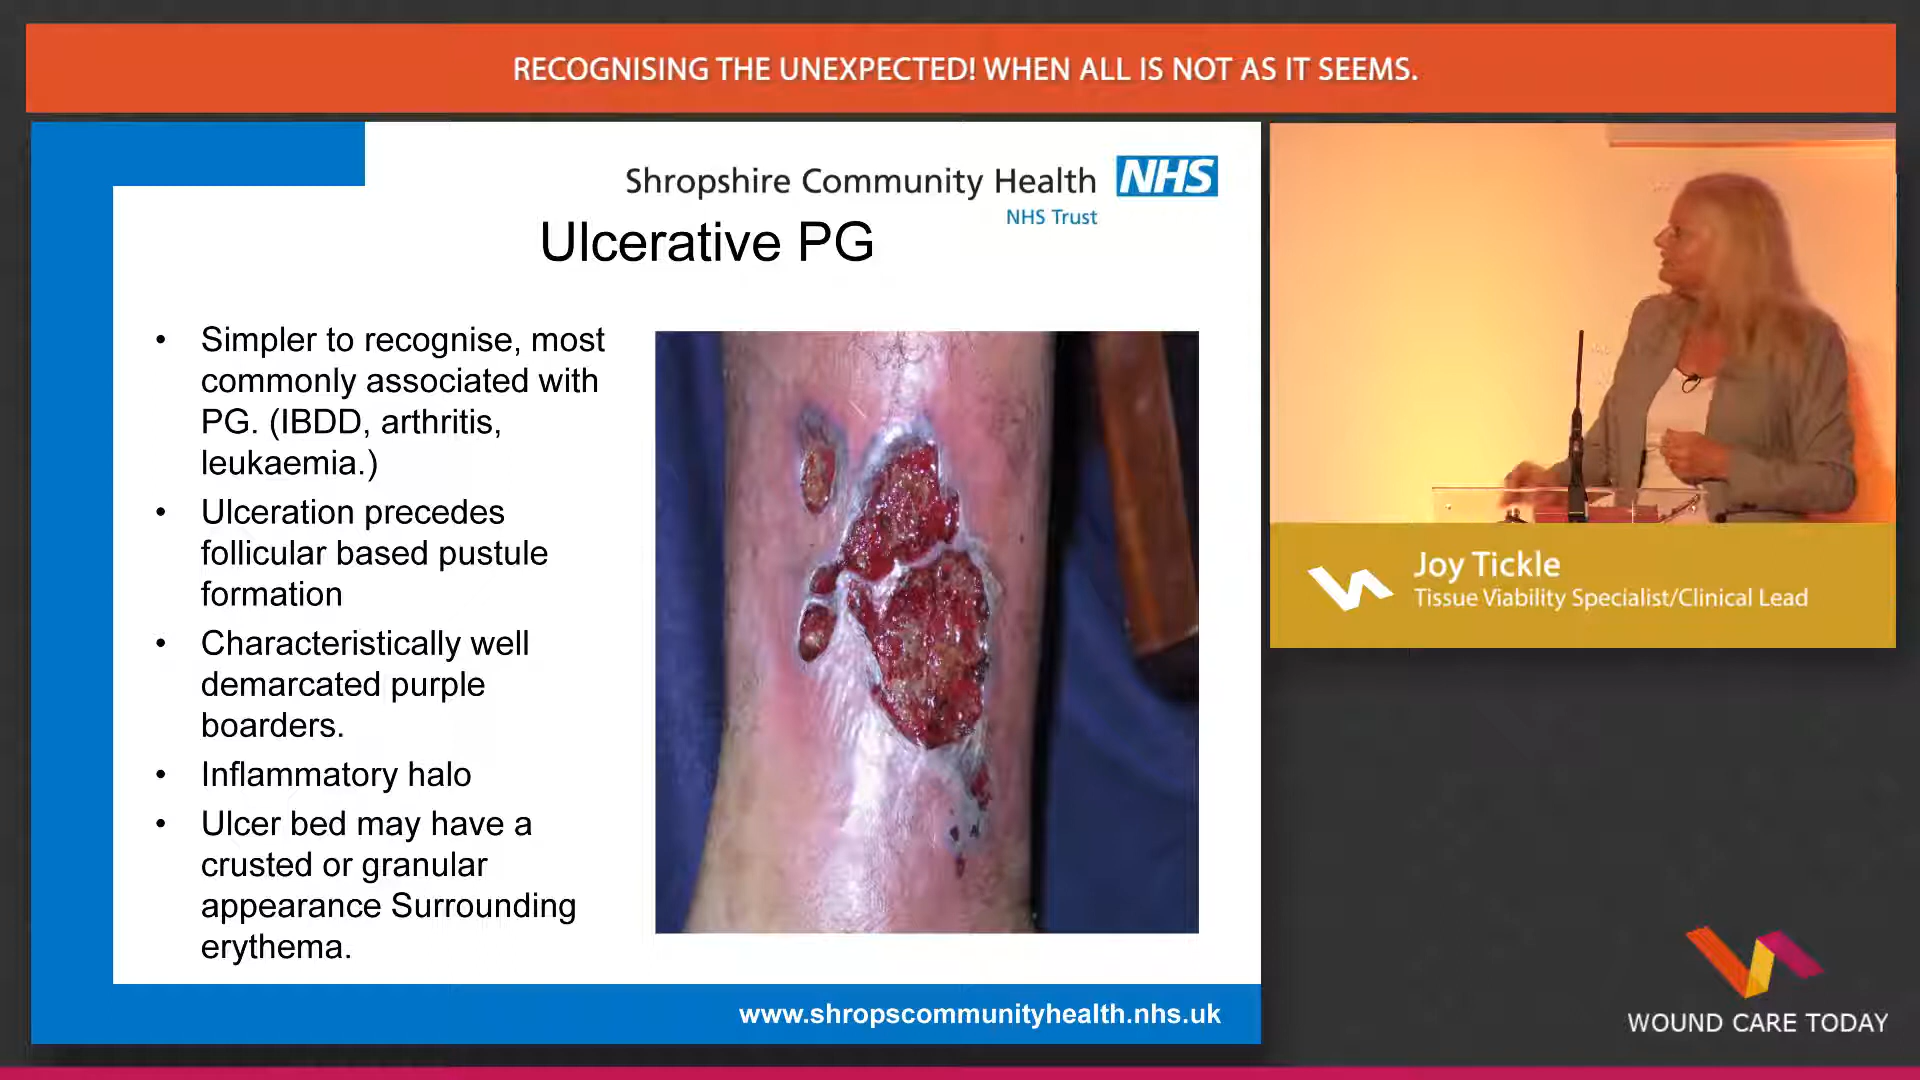 RECOGNISING THE UNEXPECTED! WHEN ALL IS NOT AS IT SEEMS.
Shropshire Community Health NHS
NHS Trust
Ulcerative PG
• Simpler to recognise, most
commonly associated with
PG. (IBDD, arthritis,
leukaemia.)
• Ulceration precedes
follicular based pustule
formation
• Characteristically well
demarcated purple
boarders.
• Inflammatory halo
• Ulcer bed may have a
crusted or granular
appearance Surrounding
erythema.
www.shropscommunityhealth.nhs.uk
Joy Tickle
Tissue Viability Specialist/Clinical Lead
WOUND CARE TODAY